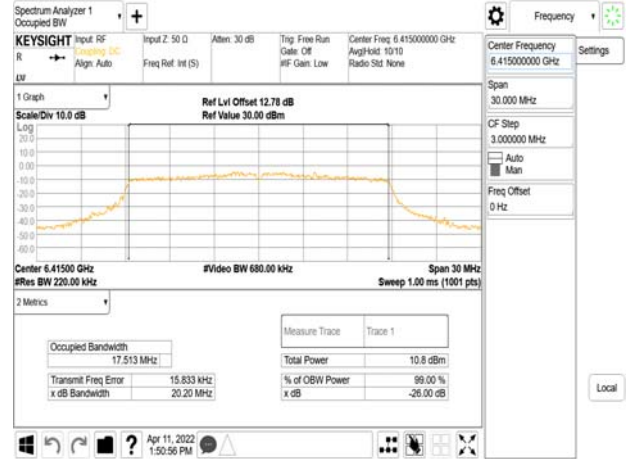 Spectrum Analyzer 1
Occupied BW
Frequency
KEYSIGHT
Input: RF
Coupling: DC
Align: Auto
Input Z: 50 Ω
Freq Ref: Int (S)
Atten: 30 dB
Trig: Free Run
Gate: Off
#IF Gain: Low
Center Freq: 6.415000000 GHz
Avg|Hold: 10/10
Radio Std: None
R
LV
Center Frequency
6.415000000 GHz
Settings
Span
30.000 MHz
CF Step
3.000000 MHz
Auto
Man
Freq Offset
0 Hz
1 Graph
Scale/Div 10.0 dB
Ref Lvl Offset 12.78 dB
Ref Value 30.00 dBm
Log
20.0
10.0
0.00
-10.0
-20.0
-30.0
-40.0
-50.0
-60.0
Center 6.41500 GHz
#Res BW 220.00 kHz
#Video BW 680.00 kHz
Span 30 MHz
Sweep 1.00 ms (1001 pts)
2 Metrics
Measure Trace
Trace 1
Occupied Bandwidth
17.513 MHz
Total Power
10.8 dBm
Transmit Freq Error
15.833 kHz
% of OBW Power
99.00 %
x dB Bandwidth
20.20 MHz
x dB
-26.00 dB
Local
?
Apr 11, 2022
1:50:56 PM